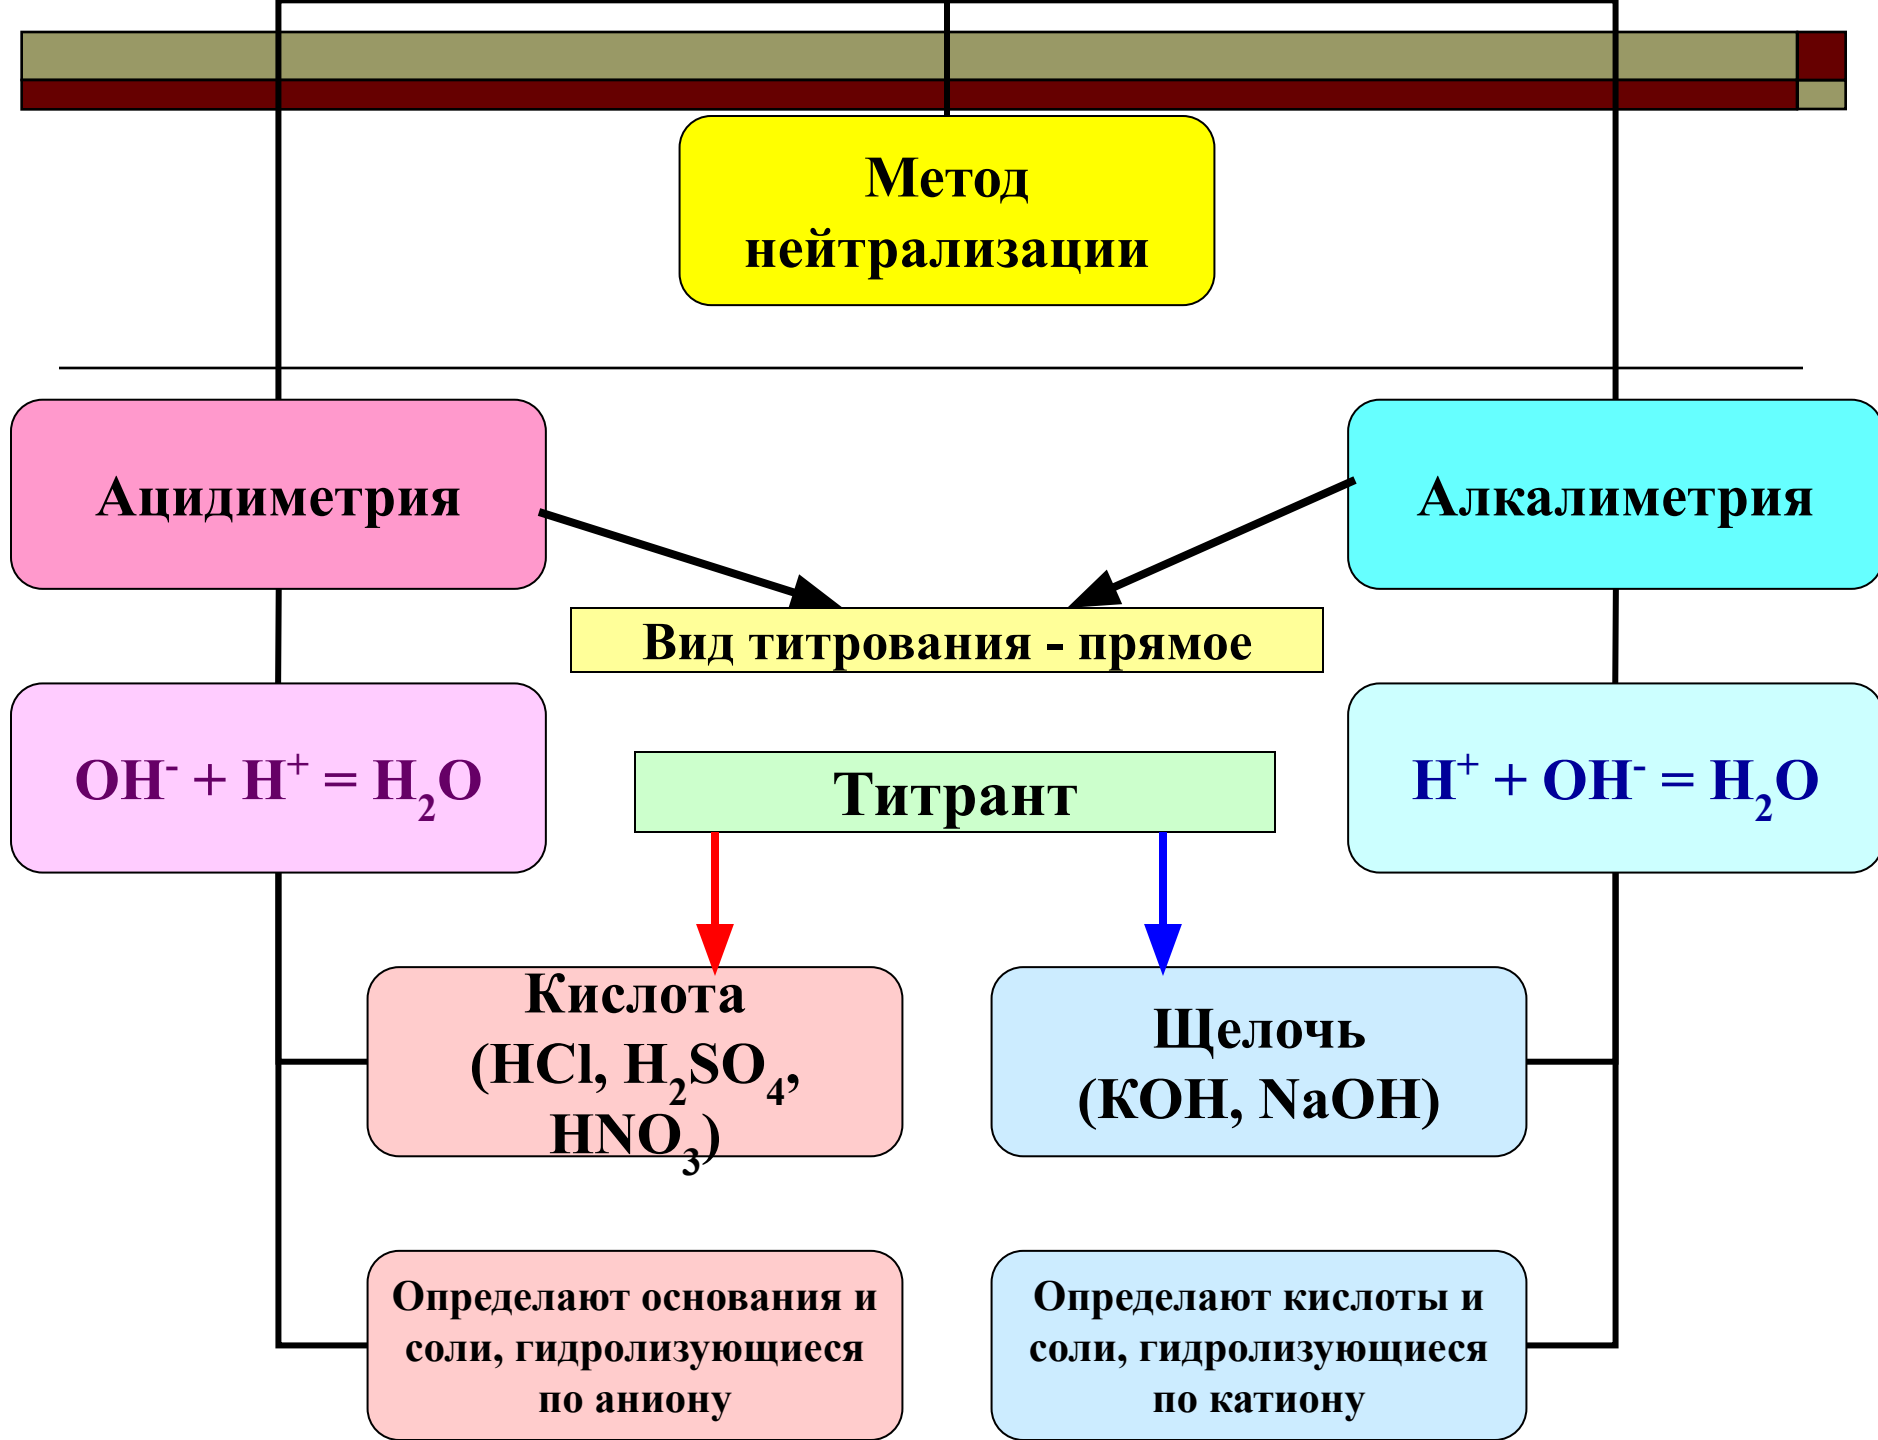 Метод
нейтрализации
Ацидиметрия
Алкалиметрия
Вид титрования - прямое
OH⁻ + H⁺ = H₂O
Титрант
H⁺ + OH⁻ = H₂O
Кислота
(HCl, H₂SO₄,
HNO₃)
Щелочь
(КОН, NaOH)
Определают основания и
соли, гидролизующиеся
по аниону
Определают кислоты и
соли, гидролизующиеся
по катиону